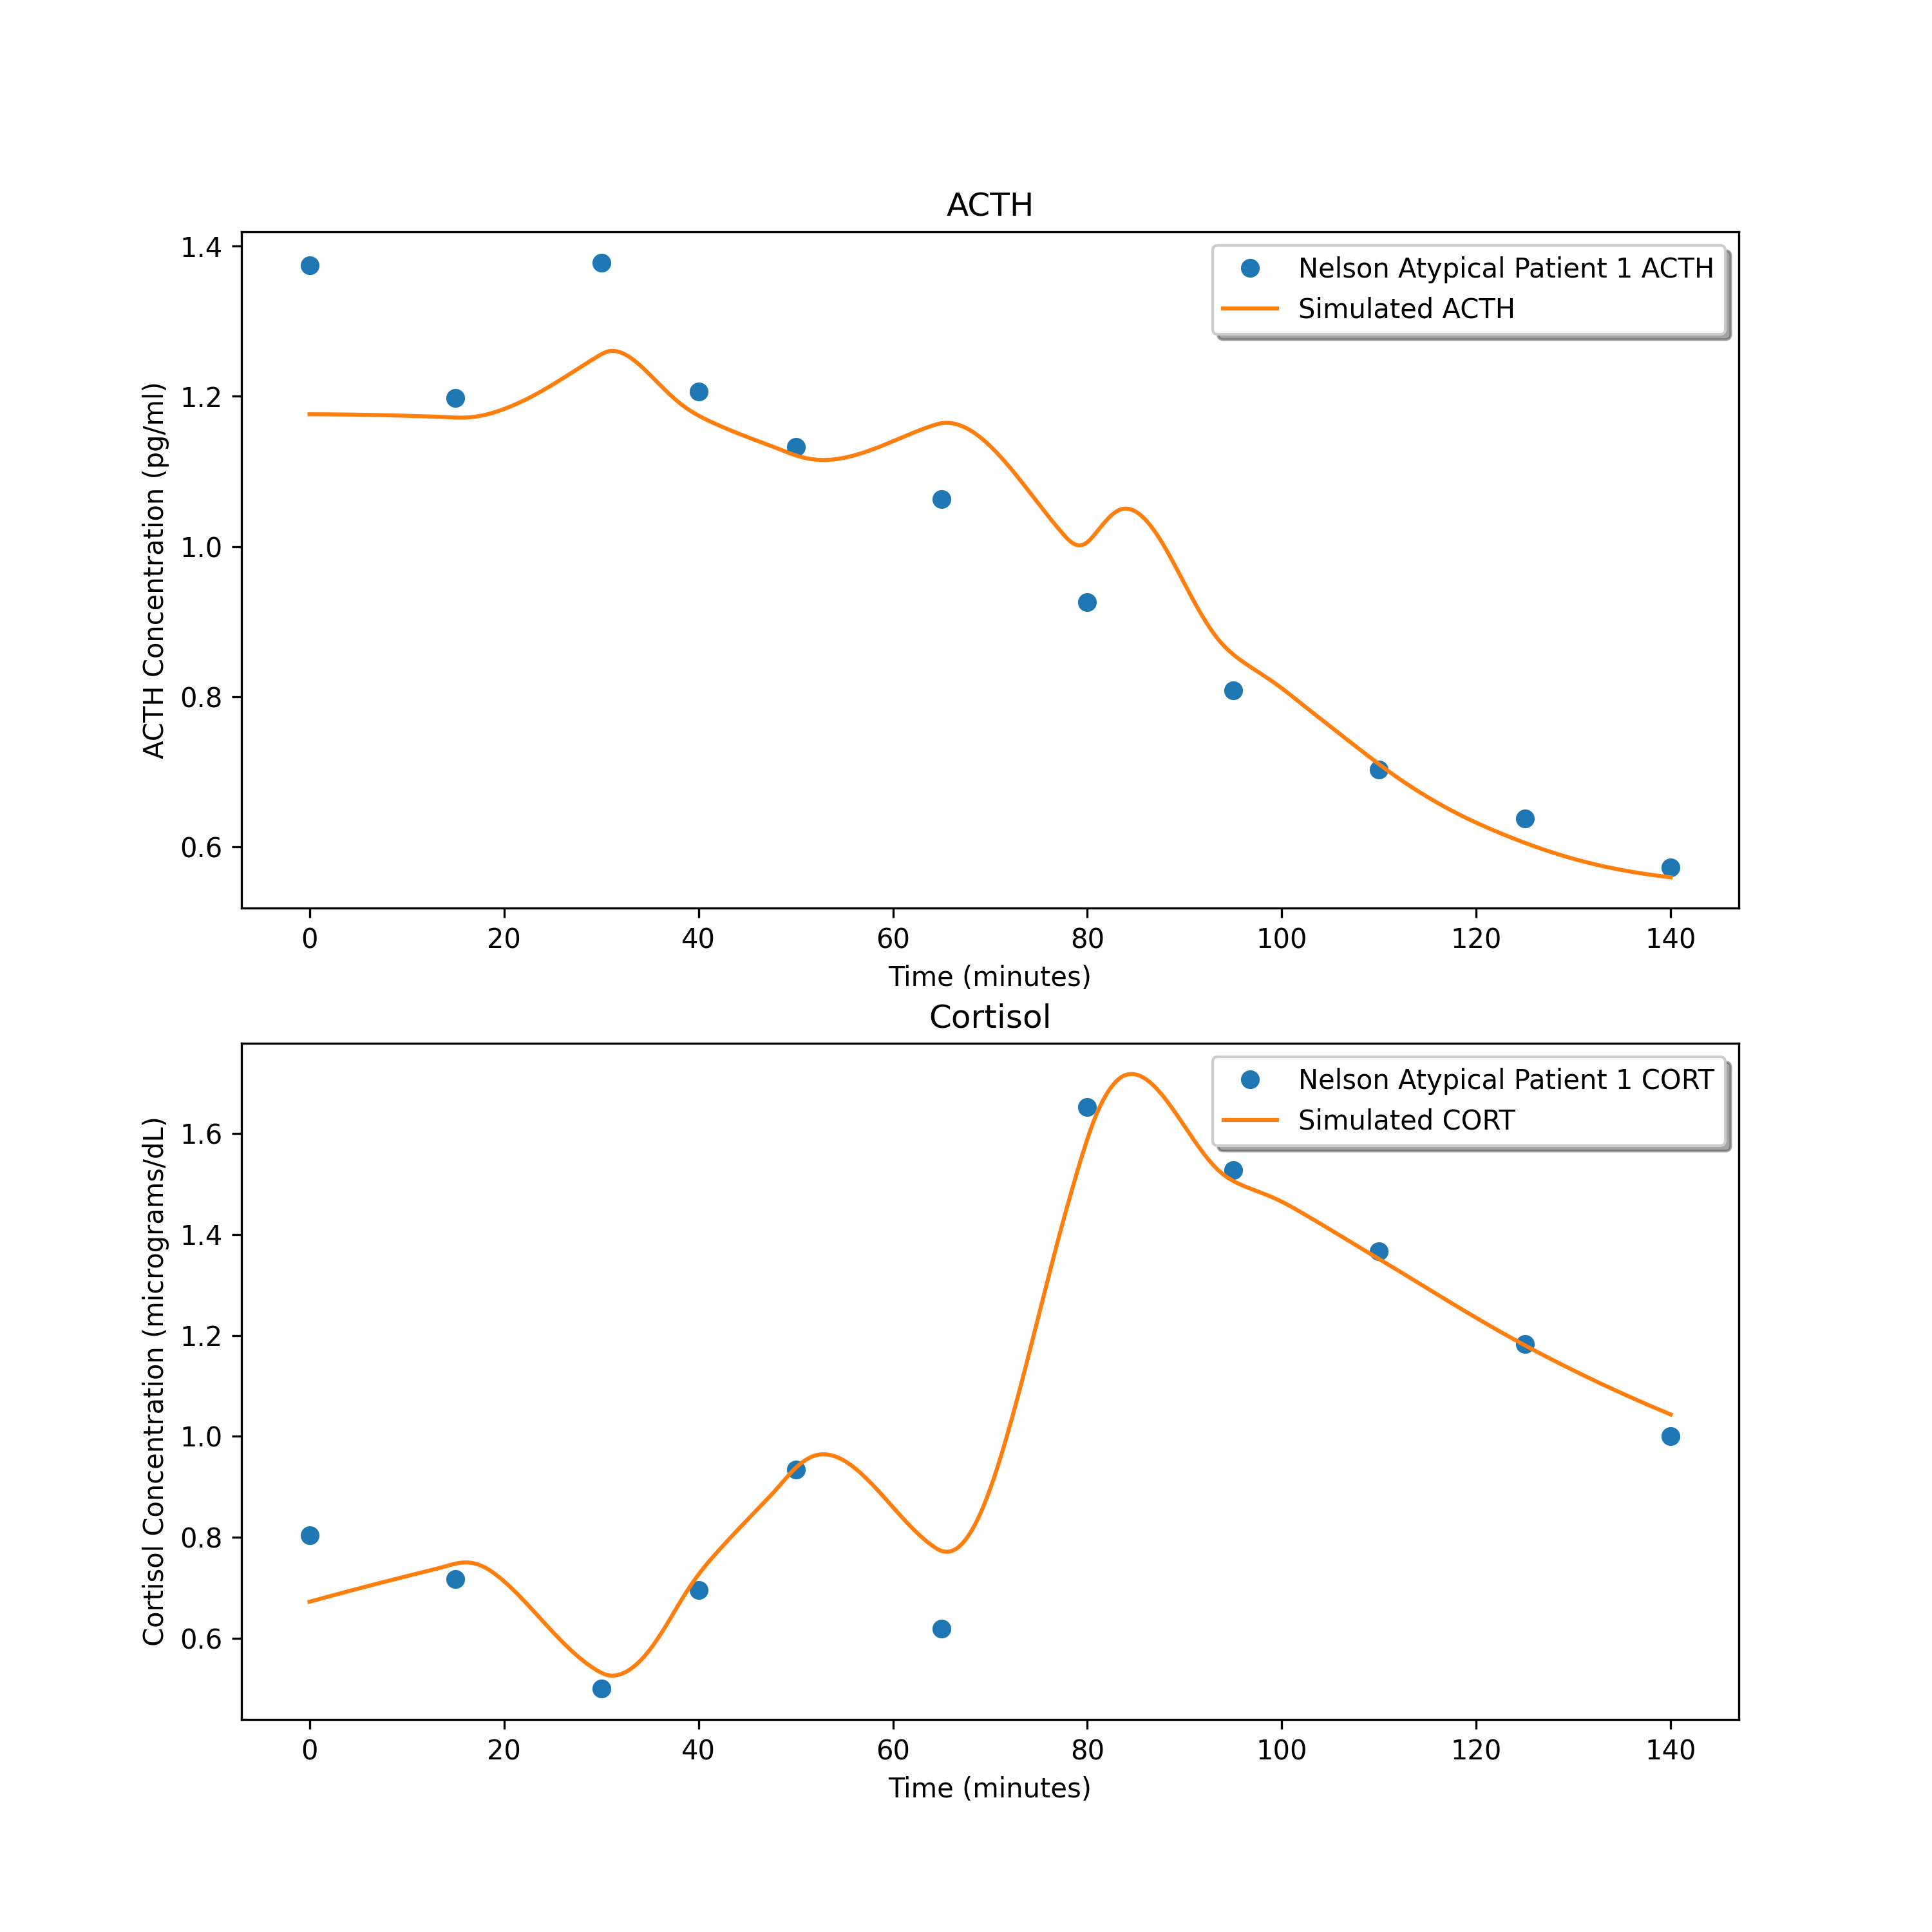 ACTH
1.4
1.2
1.0
0.8
0.6
ACTH Concentration (pg/ml)
Nelson Atypical Patient 1 ACTH
Simulated ACTH
0 20 40 60 80 100 120 140
Time (minutes)
Cortisol
1.6
1.4
1.2
1.0
0.8
0.6
Cortisol Concentration (micrograms/dL)
Nelson Atypical Patient 1 CORT
Simulated CORT
0 20 40 60 80 100 120 140
Time (minutes)